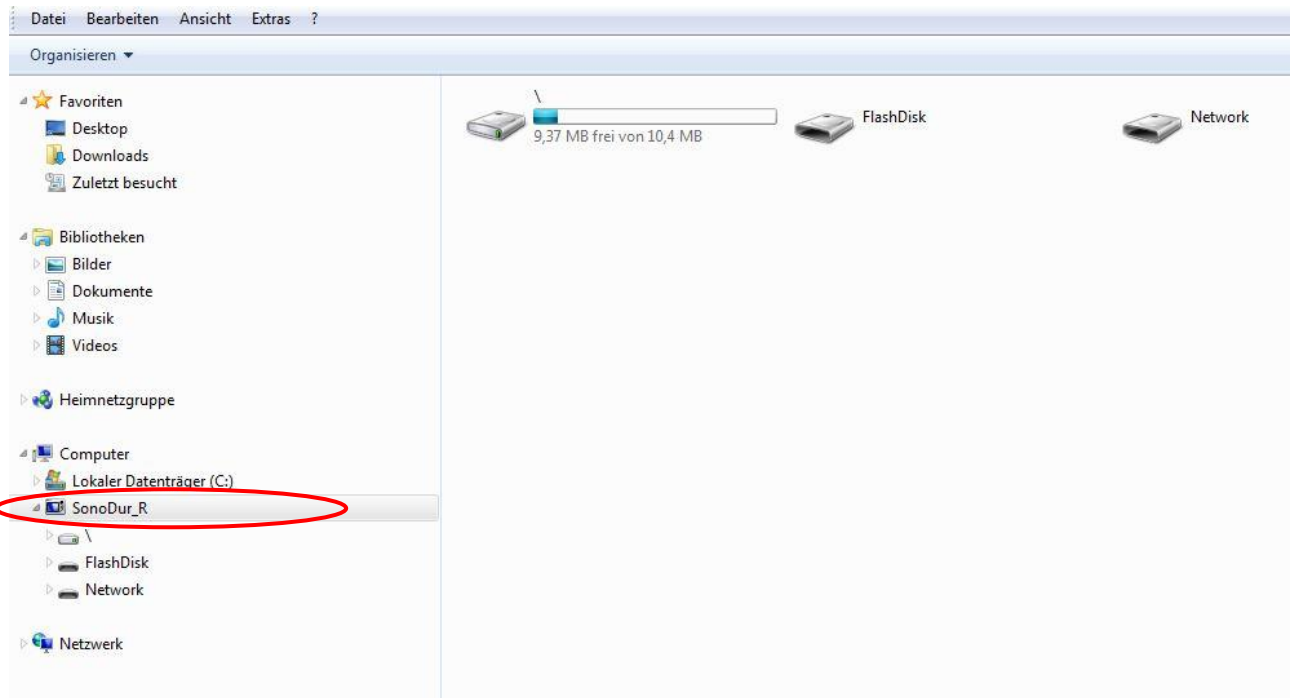 Datei Bearbeiten Ansicht Extras ?
Organisieren
Favoriten
Desktop
Downloads
Zuletzt besucht
Bibliotheken
Bilder
Dokumente
Musik
Videos
Heimnetzgruppe
Computer
Lokaler Datenträger (C:)
SonoDur_R
\
FlashDisk
Network
Netzwerk
\
9,37 MB frei von 10,4 MB
FlashDisk
Network